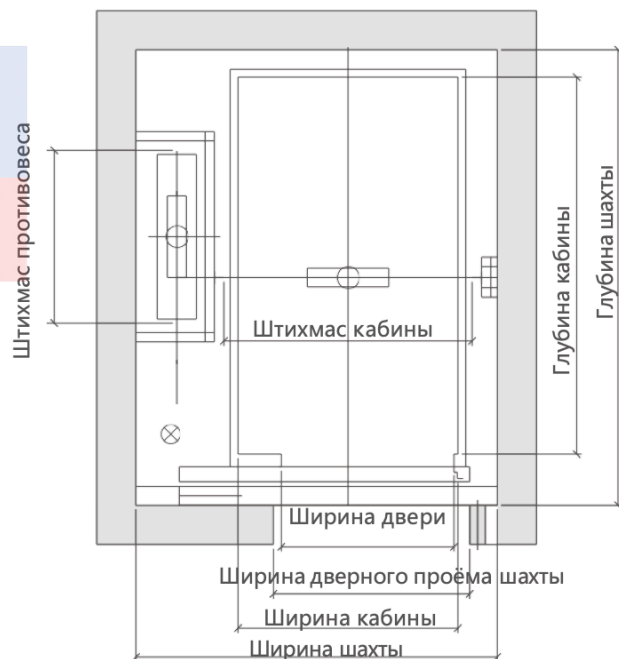 Штихмас противовеса
Штихмас кабины
Глубина кабины
Глубина шахты
Ширина двери
Ширина дверного проёма шахты
Ширина кабины
Ширина шахты